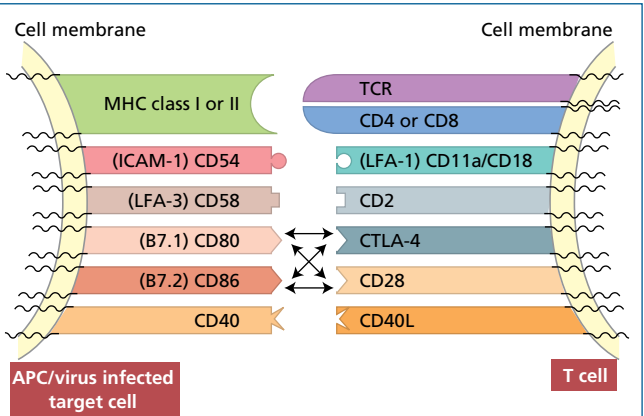 Cell membrane
Cell membrane
MHC class I or II
TCR
CD4 or CD8
(ICAM-1) CD54
(LFA-1) CD11a/CD18
(LFA-3) CD58
CD2
(B7.1) CD80
CTLA-4
(B7.2) CD86
CD28
CD40
CD40L
APC/virus infected
target cell
T cell